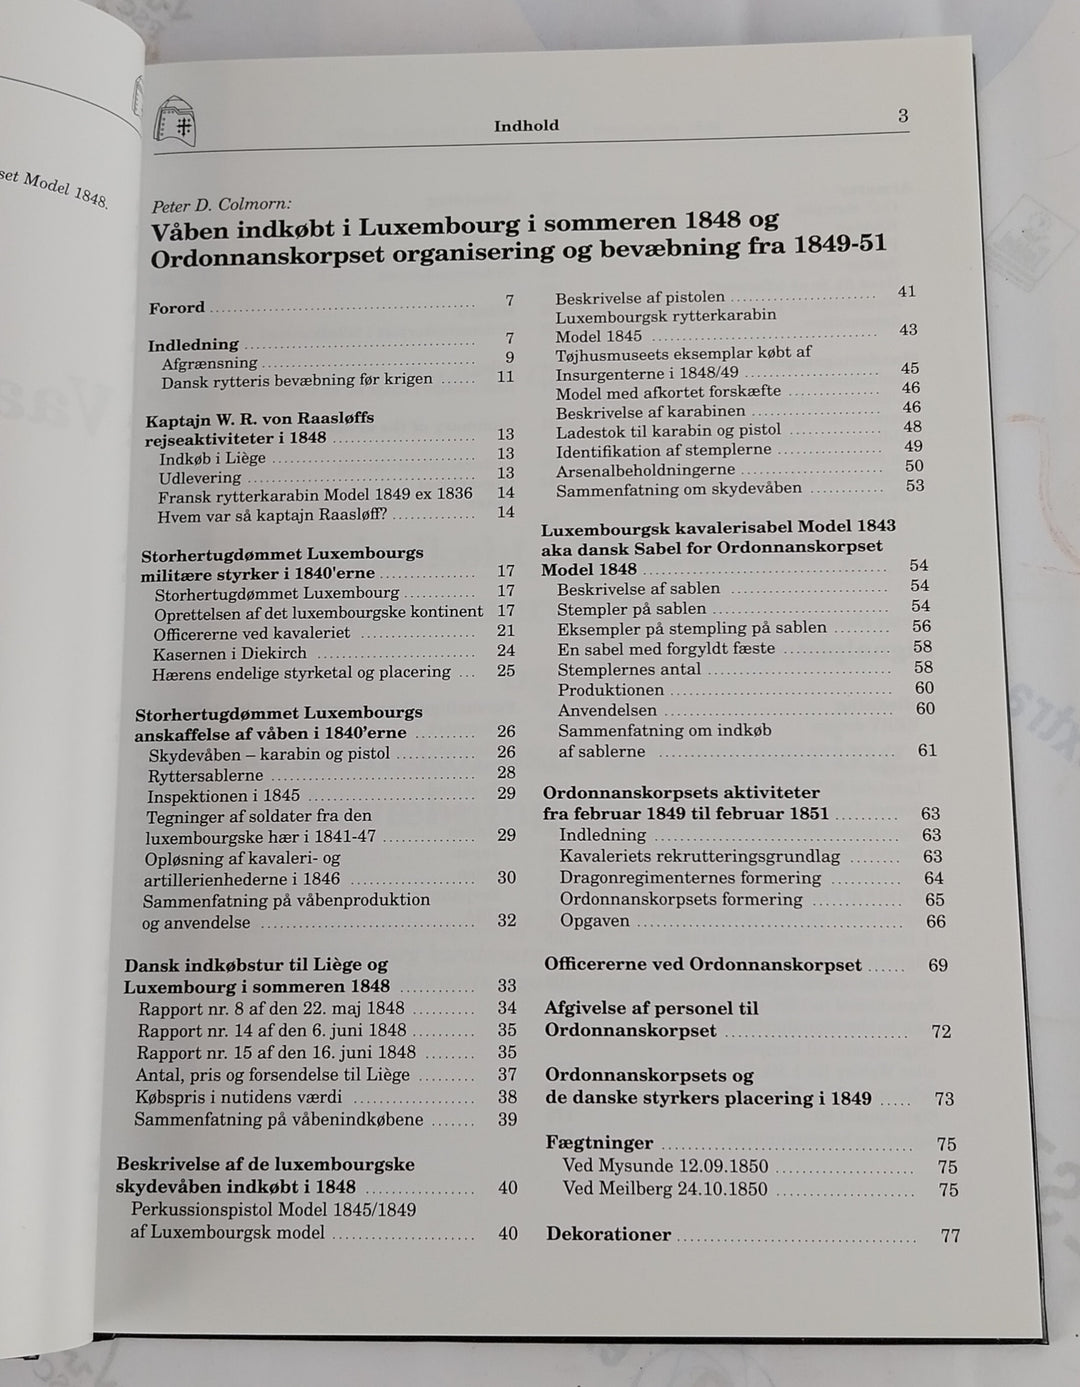 set Model 1848.
Indhold 3
Peter D. Colmorn:
Våben indkøbt i Luxembourg i sommeren 1848 og
Ordonnanskorpset organisering og bevæbning fra 1849-51
Forord 7
Indledning 7
Afgrænsning 9
Dansk rytteris bevæbning før krigen 11
Kaptajn W. R. von Raasløffs
rejseaktiviteter i 1848 13
Indkøb i Liège 13
Udlevering 13
Fransk rytterkarabin Model 1849 ex 1836 14
Hvem var så kaptajn Raasløff? 14
Storhertugdømmet Luxembourgs
militære styrker i 1840'erne 17
Storhertugdømmet Luxembourg 17
Oprettelsen af det luxembourgske kontinent 17
Officererne ved kavaleriet 21
Kasernen i Diekirch 24
Hærens endelige styrketal og placering 25
Storhertugdømmet Luxembourgs
anskaffelse af våben i 1840’erne 26
Skydevåben – karabin og pistol 26
Ryttersablerne 28
Inspektionen i 1845 29
Tegninger af soldater fra den
luxembourgske hær i 1841-47 29
Opløsning af kavaleri- og
artillerienhederne i 1846 30
Sammenfatning på våbenproduktion
og anvendelse 32
Dansk indkøbstur til Liège og
Luxembourg i sommeren 1848 33
Rapport nr. 8 af den 22. maj 1848 34
Rapport nr. 14 af den 6. juni 1848 35
Rapport nr. 15 af den 16. juni 1848 35
Antal, pris og forsendelse til Liège 37
Købspris i nutidens værdi 38
Sammenfatning på våbenindkøbene 39
Beskrivelse af de luxembourgske
skydevåben indkøbt i 1848 40
Perkussionspistol Model 1845/1849
af Luxembourgsk model 40
Beskrivelse af pistolen 41
Luxembourgsk rytterkarabin
Model 1845 43
Tøjhusmuseets eksemplar købt af
Insurgenterne i 1848/49 45
Model med afkortet forskæfte 46
Beskrivelse af karabinen 46
Ladestok til karabin og pistol 48
Identifikation af stemplerne 49
Arsenalbeholdningerne 50
Sammenfatning om skydevåben 53
Luxembourgsk kavalerisabel Model 1843
aka dansk Sabel for Ordonnanskorpset
Model 1848 54
Beskrivelse af sablen 54
Stempler på sablen 54
Eksempler på stempling på sablen 56
En sabel med forgyldt fæste 58
Stemplernes antal 58
Produktionen 60
Anvendelsen 60
Sammenfatning om indkøb
af sablerne 61
Ordonnanskorpsets aktiviteter
fra februar 1849 til februar 1851 63
Indledning 63
Kavaleriets rekrutteringsgrundlag 63
Dragonregimenternes formering 64
Ordonnanskorpsets formering 65
Opgaven 66
Officererne ved Ordonnanskorpset 69
Afgivelse af personel til
Ordonnanskorpset 72
Ordonnanskorpsets og
de danske styrkers placering i 1849 73
Fægtninger 75
Ved Mysunde 12.09.1850 75
Ved Meilberg 24.10.1850 75
Dekorationer 77